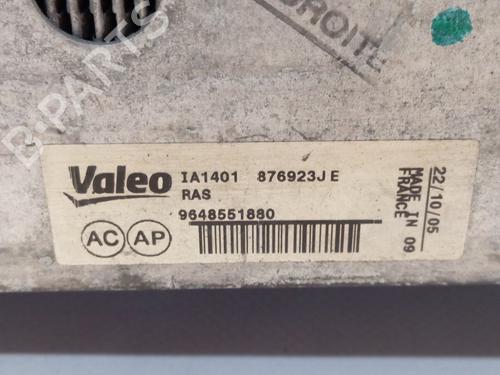 DROITE
B-PARTS
Valeo
IA1401 876923J E
RAS
9648551880
AC AP
22/10/05
MADE IN 09
FRANCE